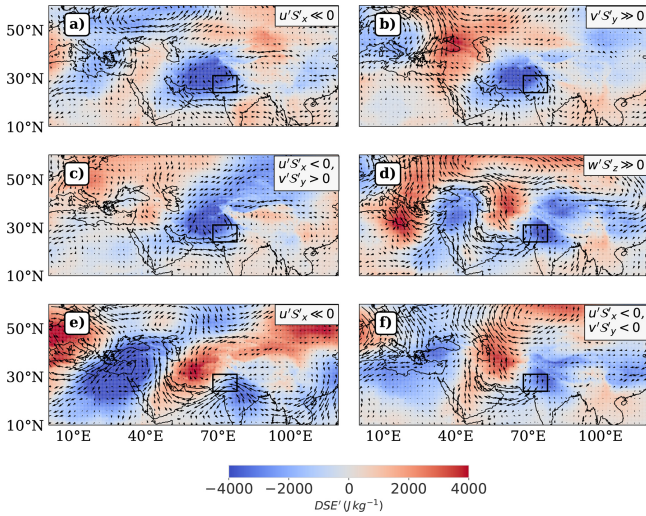 a) u′S′ₓ ≪ 0
b) v′S′ᵧ ≫ 0
50°N
30°N
10°N
c) u′S′ₓ < 0,
v′S′ᵧ > 0
d) w′S′z ≫ 0
50°N
30°N
10°N
e) u′S′ₓ ≪ 0
f) u′S′ₓ < 0,
v′S′ᵧ < 0
50°N
30°N
10°N
10°E 40°E 70°E 100°E
10°E 40°E 70°E 100°E
−4000 −2000 0 2000 4000
DSE′ (J kg⁻¹)